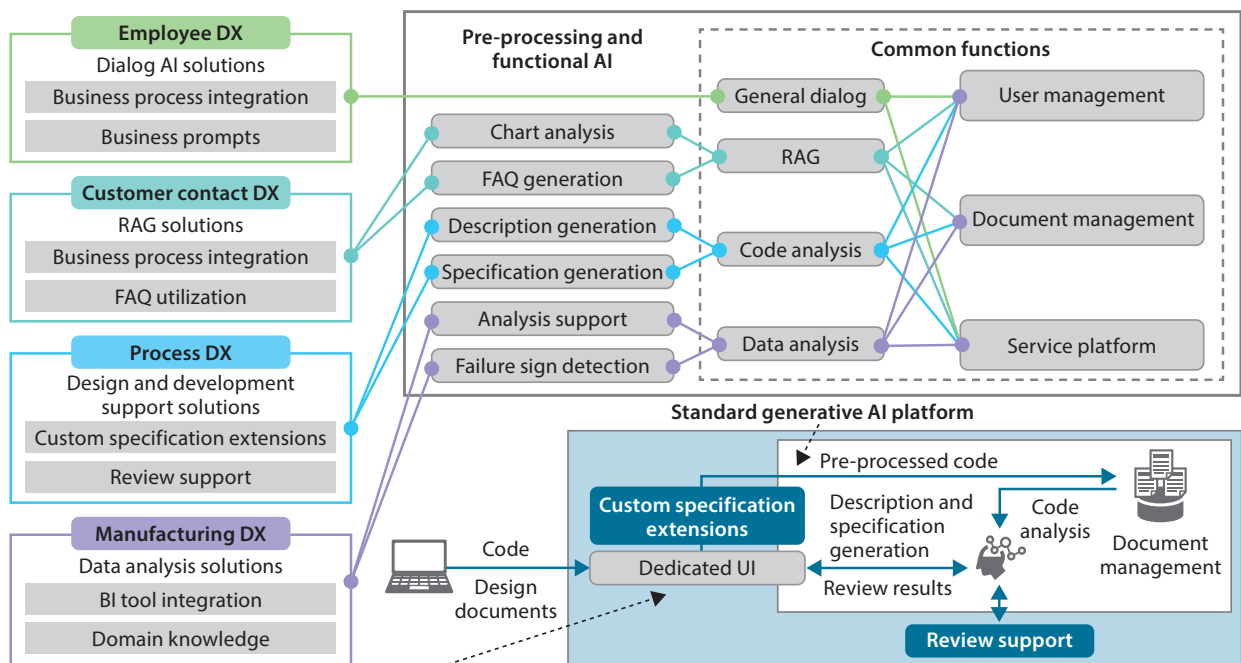 Employee DX
Dialog AI solutions
Business process integration
Business prompts
Customer contact DX
RAG solutions
Business process integration
FAQ utilization
Process DX
Design and development
support solutions
Custom specification extensions
Review support
Manufacturing DX
Data analysis solutions
BI tool integration
Domain knowledge
Pre-processing and
functional AI
Chart analysis
FAQ generation
Description generation
Specification generation
Analysis support
Failure sign detection
Common functions
General dialog
RAG
Code analysis
Data analysis
User management
Document management
Service platform
Standard generative AI platform
Code
Design
documents
Custom specification
extensions
Dedicated UI
Pre-processed code
Description and
specification
generation
Review results
Code
analysis
Document
management
Review support